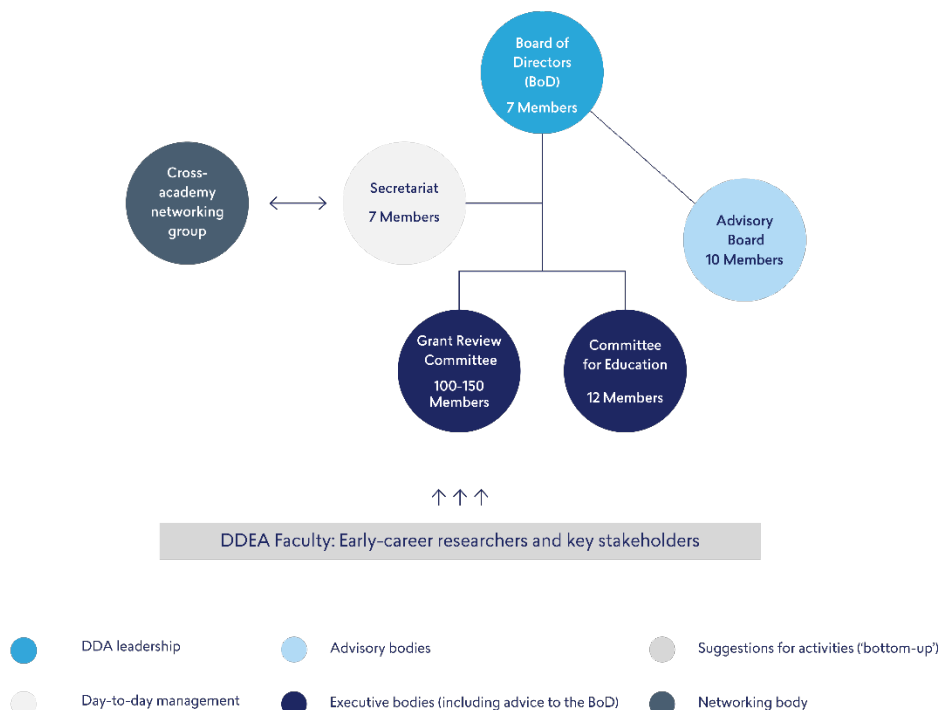 Board of
Directors
(BoD)
7 Members
Cross-
academy
networking
group
Secretariat
7 Members
Advisory
Board
10 Members
Grant Review
Committee
100-150
Members
Committee
for Education
12 Members
DDEA Faculty: Early-career researchers and key stakeholders
DDA leadership
Advisory bodies
Suggestions for activities (‘bottom-up’)
Day-to-day management
Executive bodies (including advice to the BoD)
Networking body